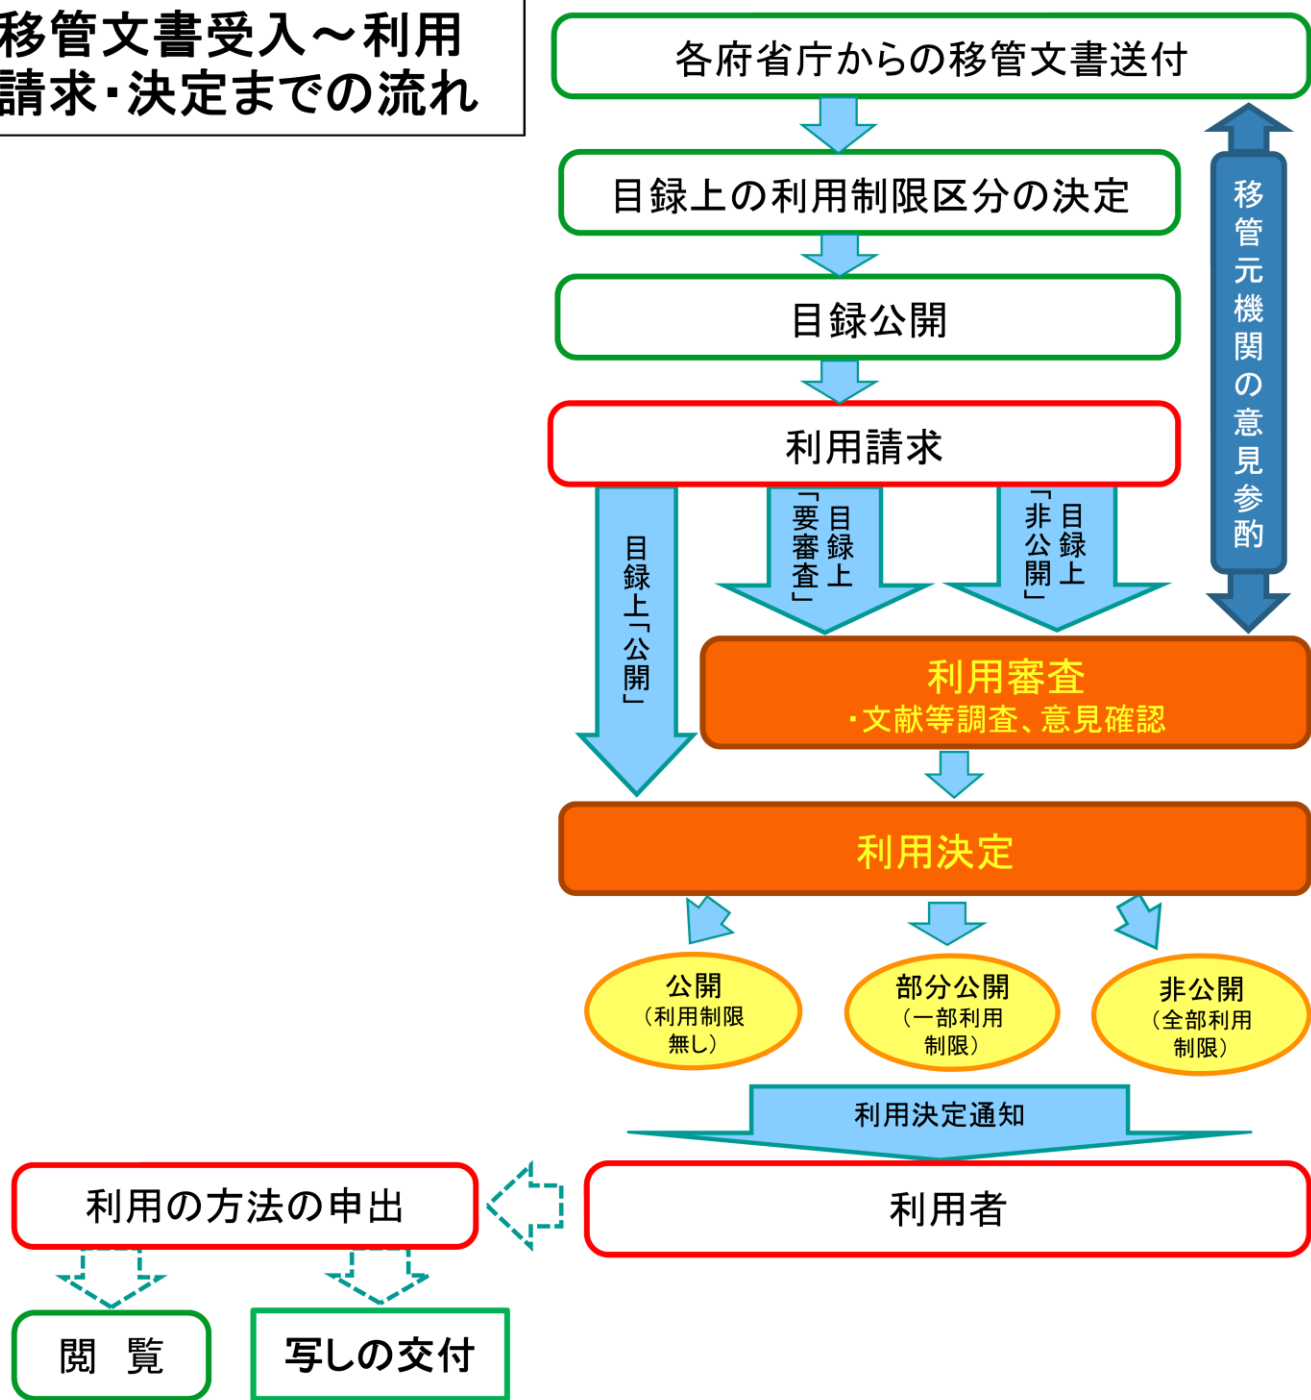 移管文書受入～利用
請求・決定までの流れ
各府省庁からの移管文書送付
目録上の利用制限区分の決定
目録公開
利用請求
移管元機関の意見参酌
目録上「公開」
目録上
「要審査」
目録上
「非公開」
利用審査
・文献等調査、意見確認
利用決定
公開
（利用制限
無し）
部分公開
（一部利用
制限）
非公開
（全部利用
制限）
利用決定通知
利用者
利用の方法の申出
閲 覧
写しの交付